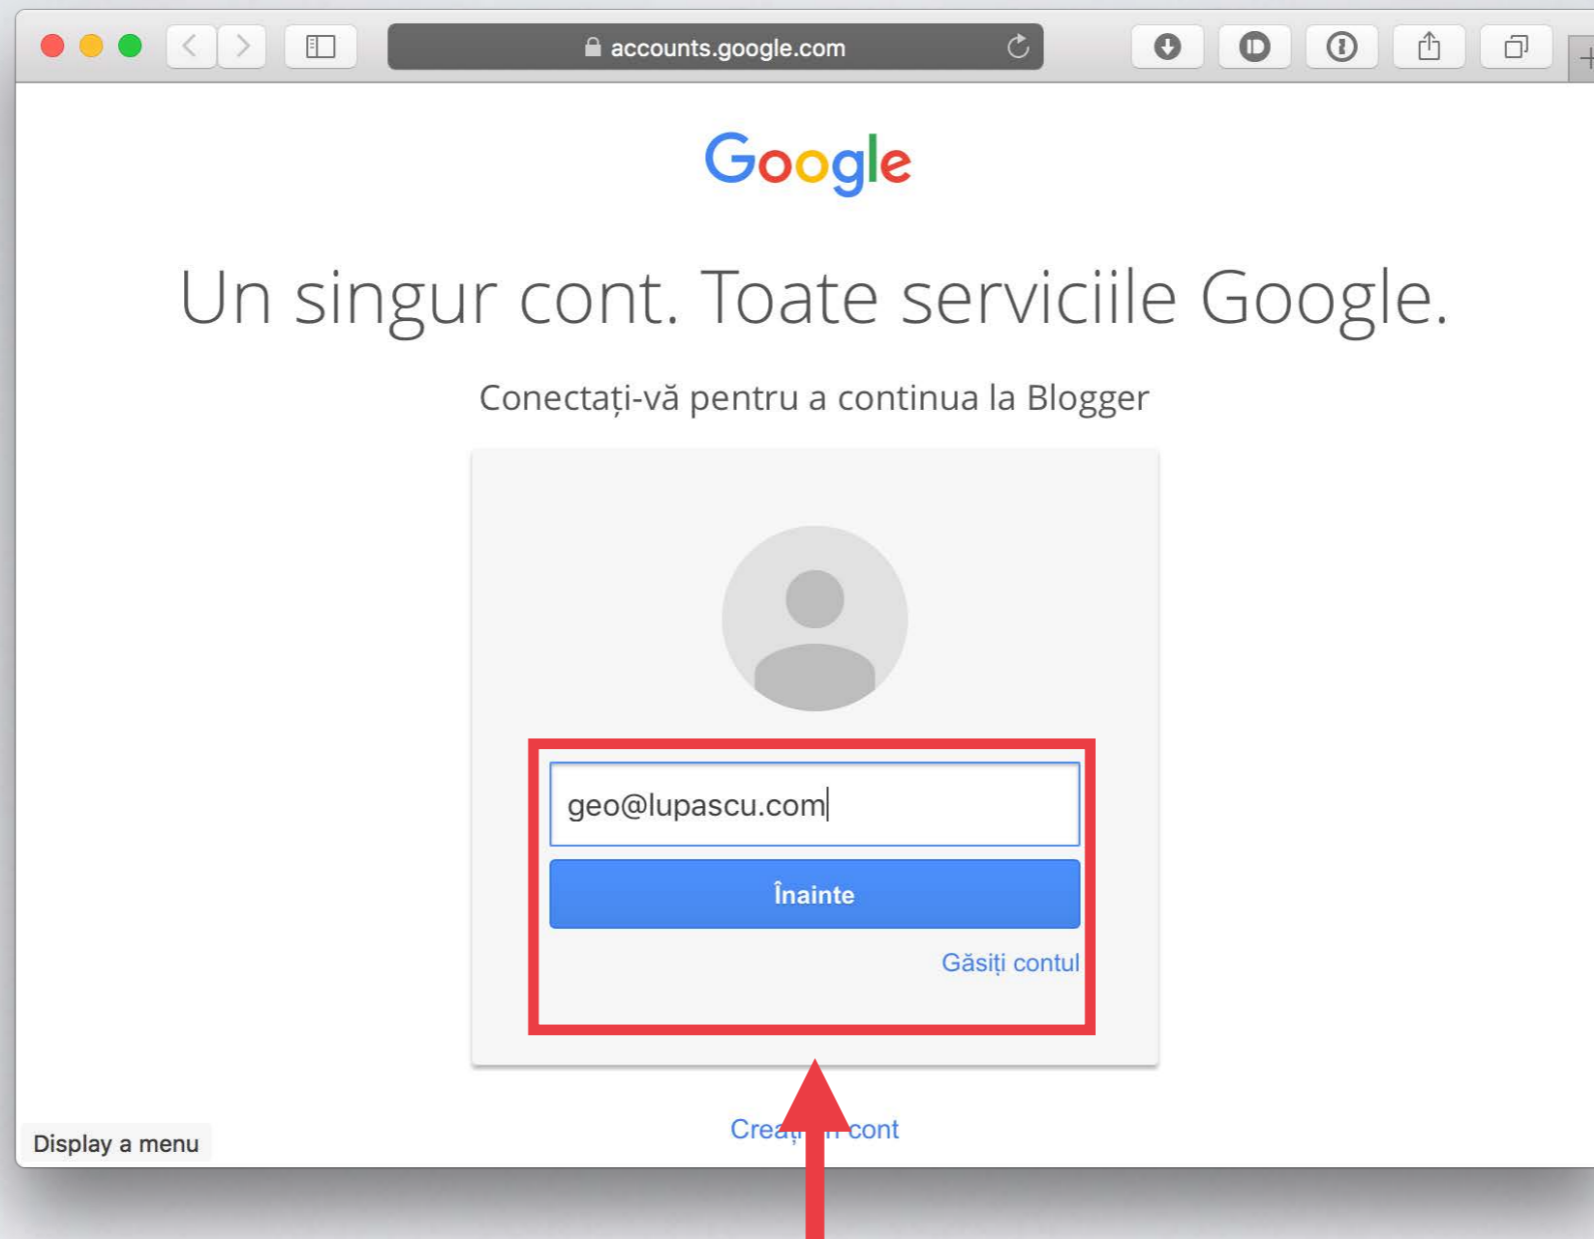 accounts.google.com
Google
Un singur cont. Toate serviciile Google.
Conectați-vă pentru a continua la Blogger
geo@lupascu.com
Înainte
Găsiți contul
cont
Display a menu